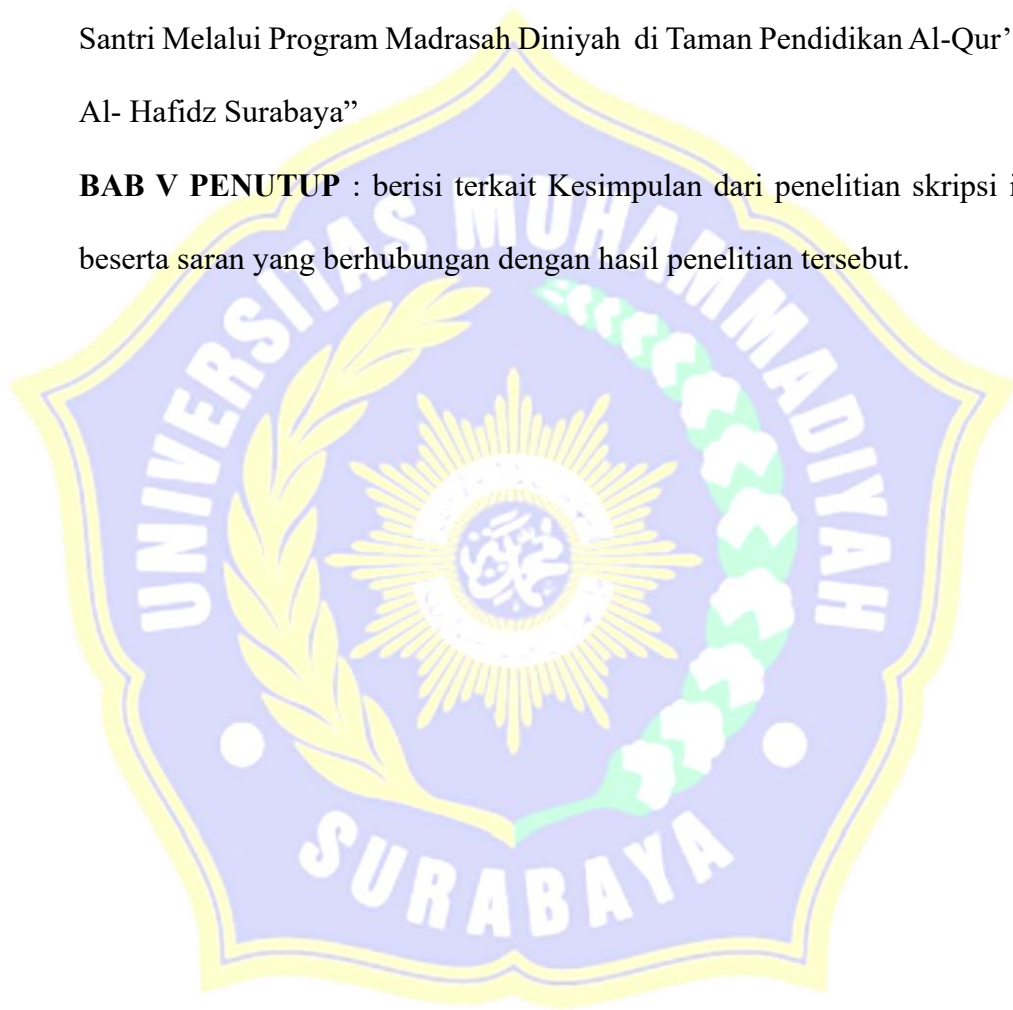 Santri Melalui Program Madrasah Diniyah di Taman Pendidikan Al-Qur’
Al- Hafidz Surabaya”
BAB V PENUTUP : berisi terkait Kesimpulan dari penelitian skripsi i
beserta saran yang berhubungan dengan hasil penelitian tersebut.
UNIVERSITAS MUHAMMADIYAH
SURABAYA